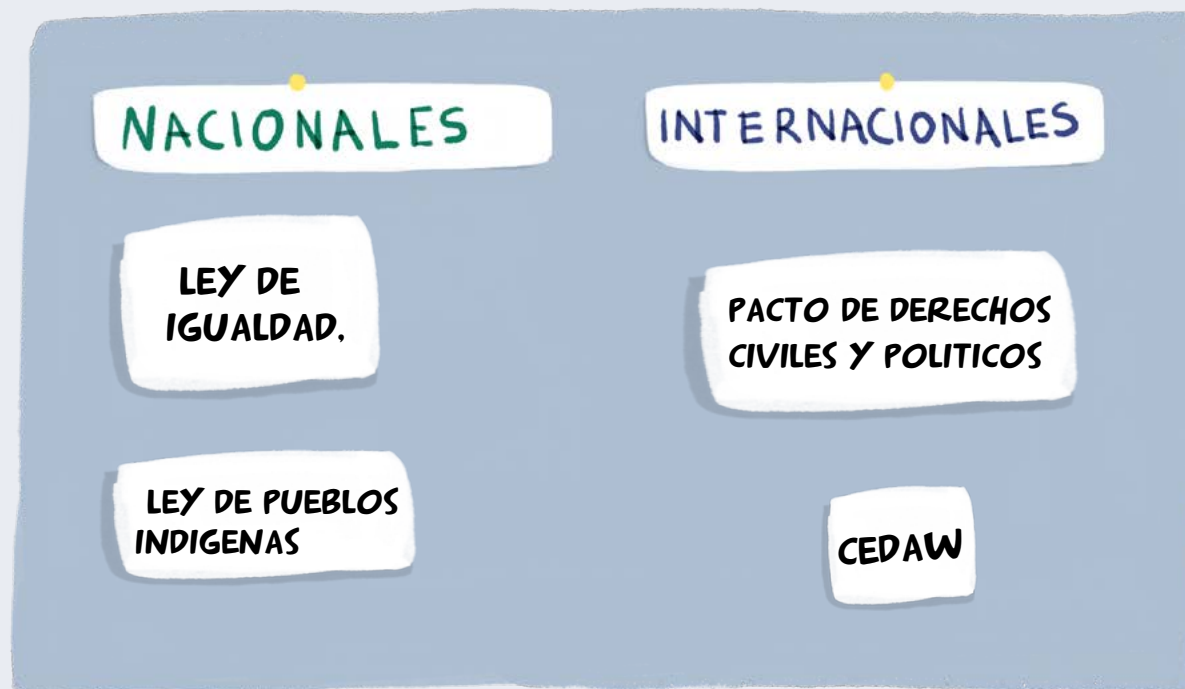 NACIONALES
INTERNACIONALES
LEY DE
IGUALDAD,
PACTO DE DERECHOS
CIVILES Y POLITICOS
LEY DE PUEBLOS
INDIGENAS
CEDAW